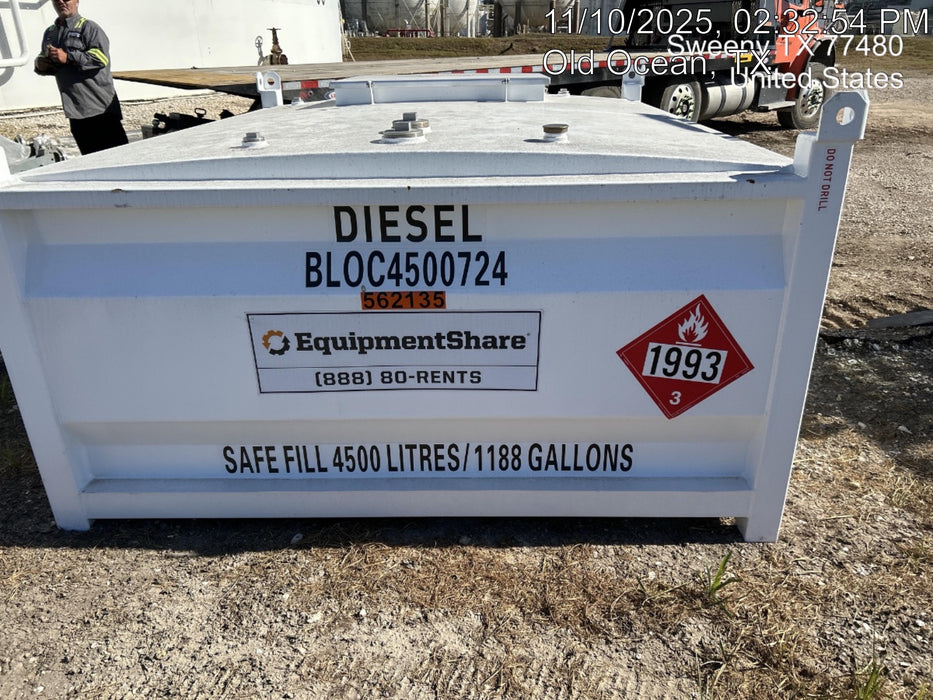 11/10/2025, 02:32:54 PM
Sweeny TX 77480
Old Ocean, TX
United States
DO NOT DRILL
DIESEL
BLOC4500724
562135
EquipmentShare
(888) 80-RENTS
1993
3
SAFE FILL 4500 LITRES/1188 GALLONS